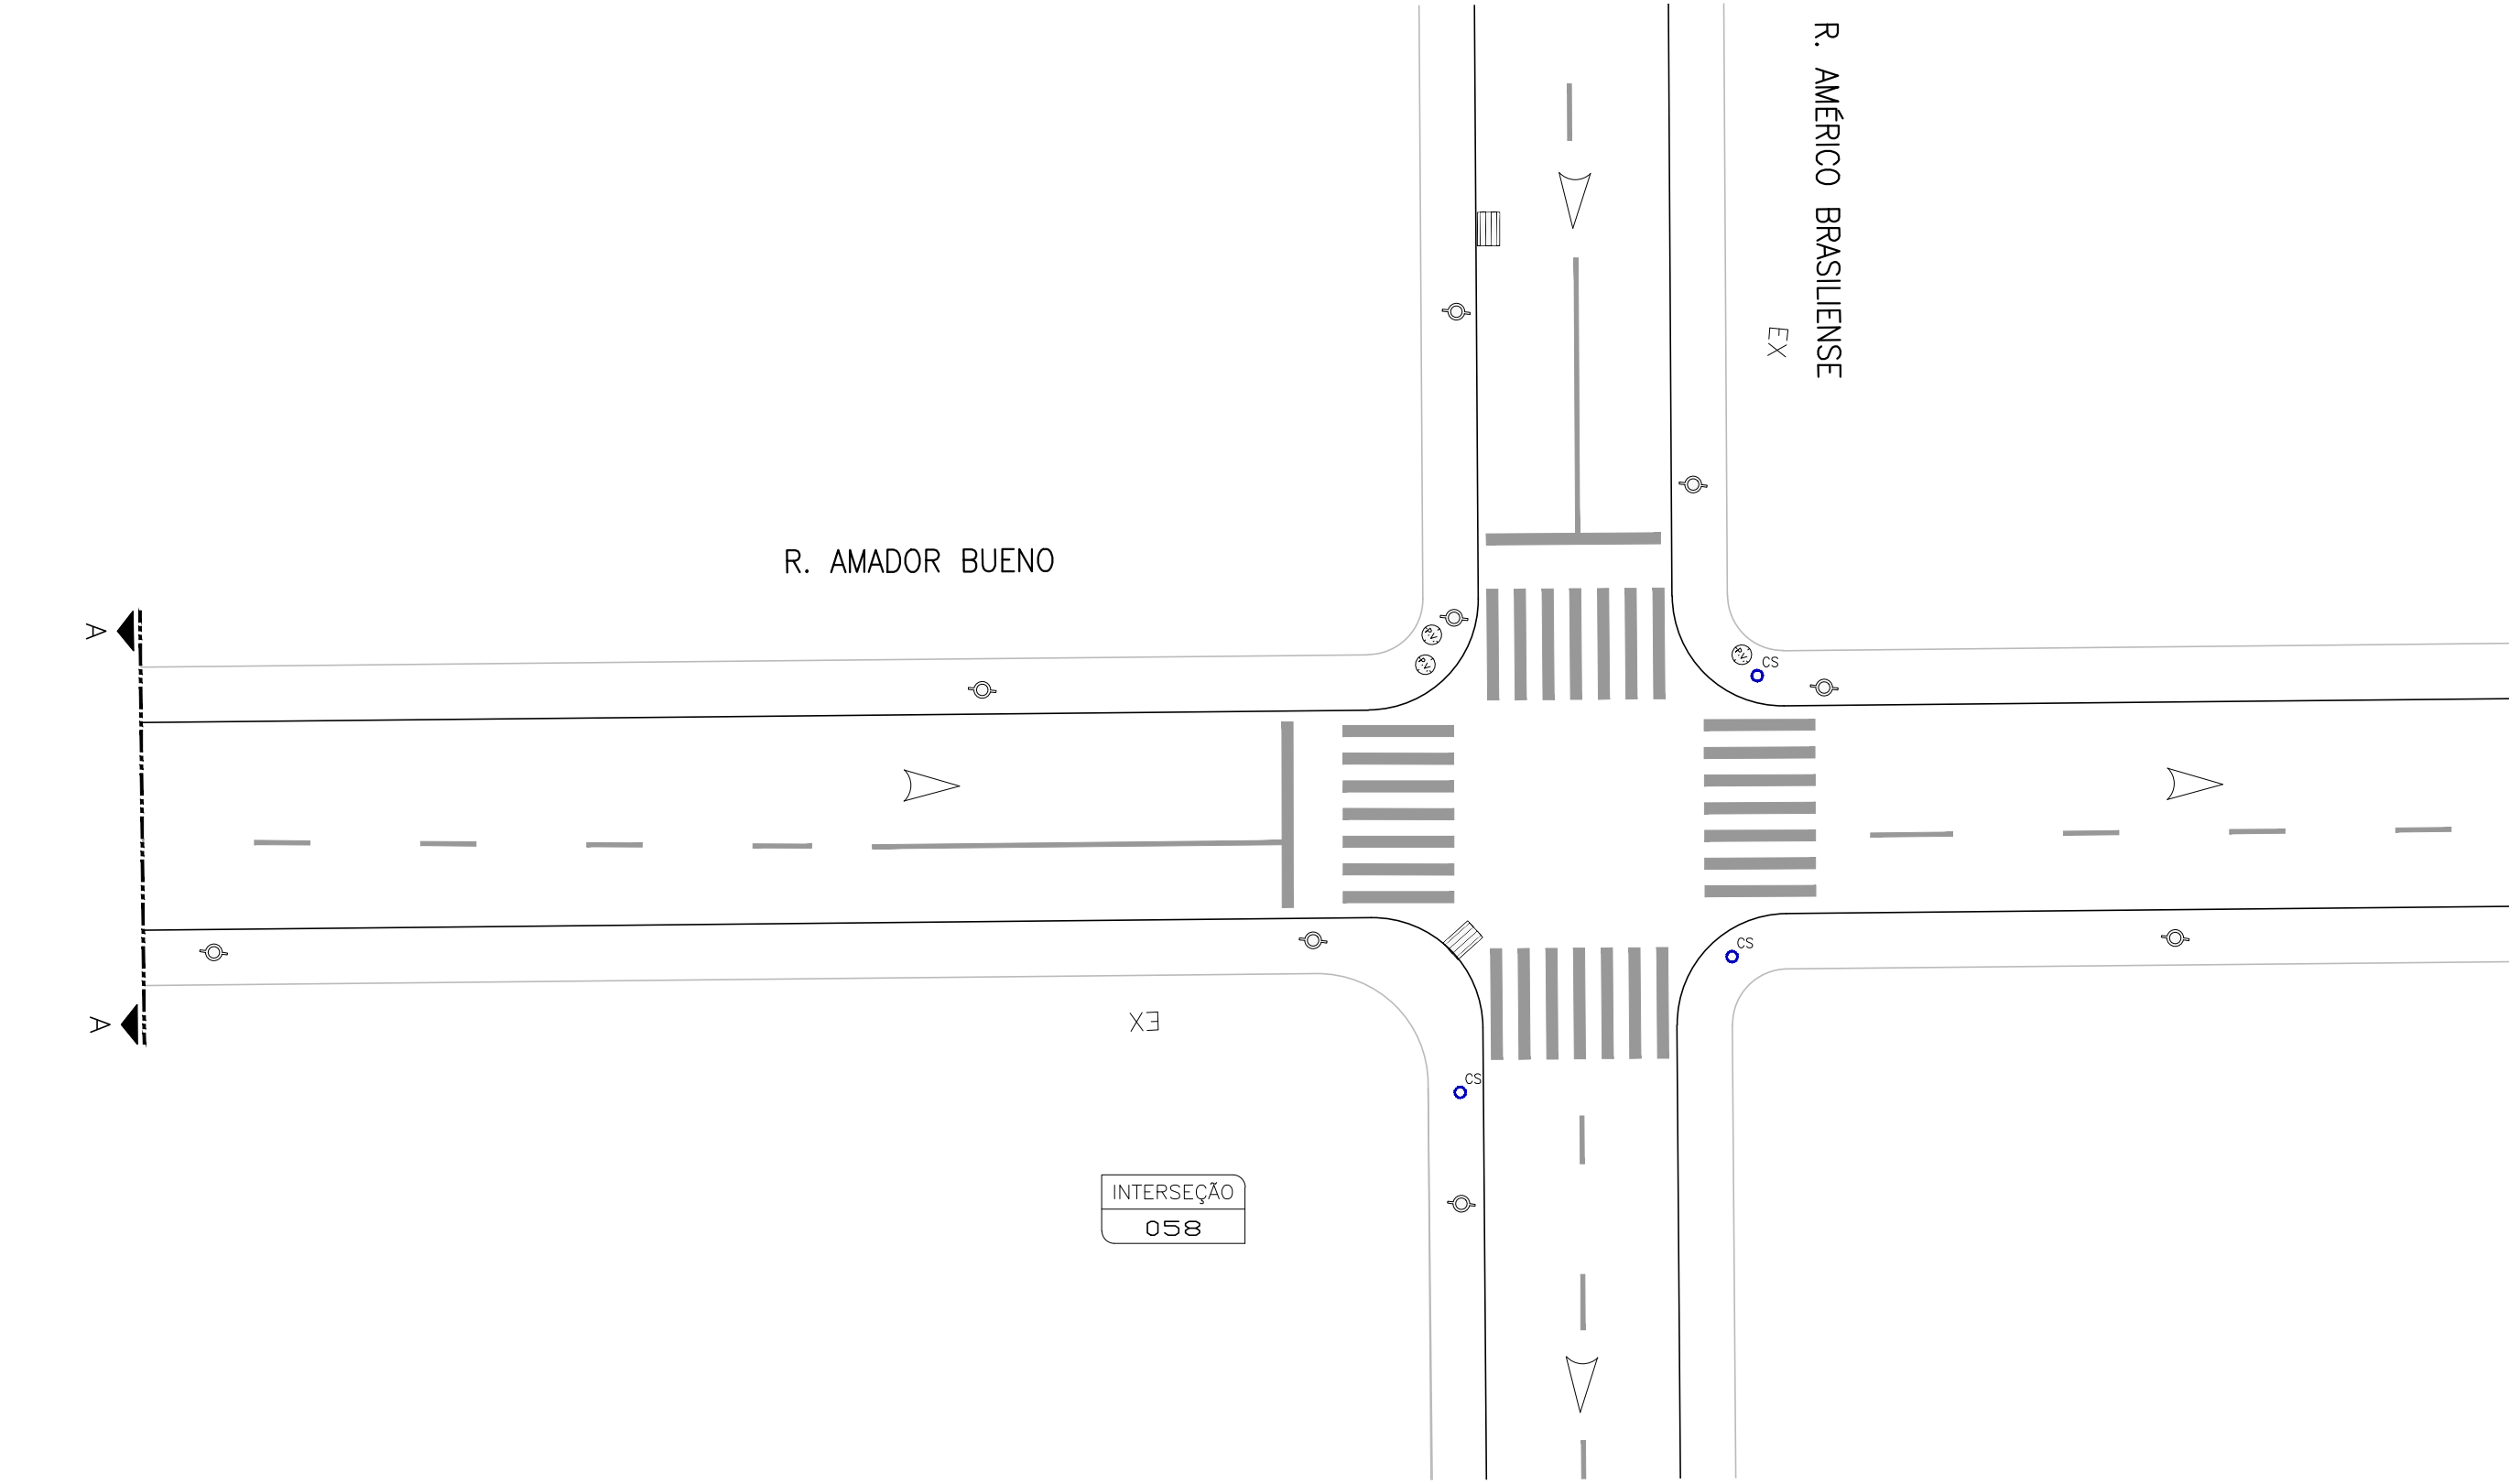 R. AMÉRICO BRASILIENSE
EX
R. AMADOR BUENO
A
P.V.
P.V.
P.V.
CS
CS
A
EX
CS
INTERSEÇÃO
058